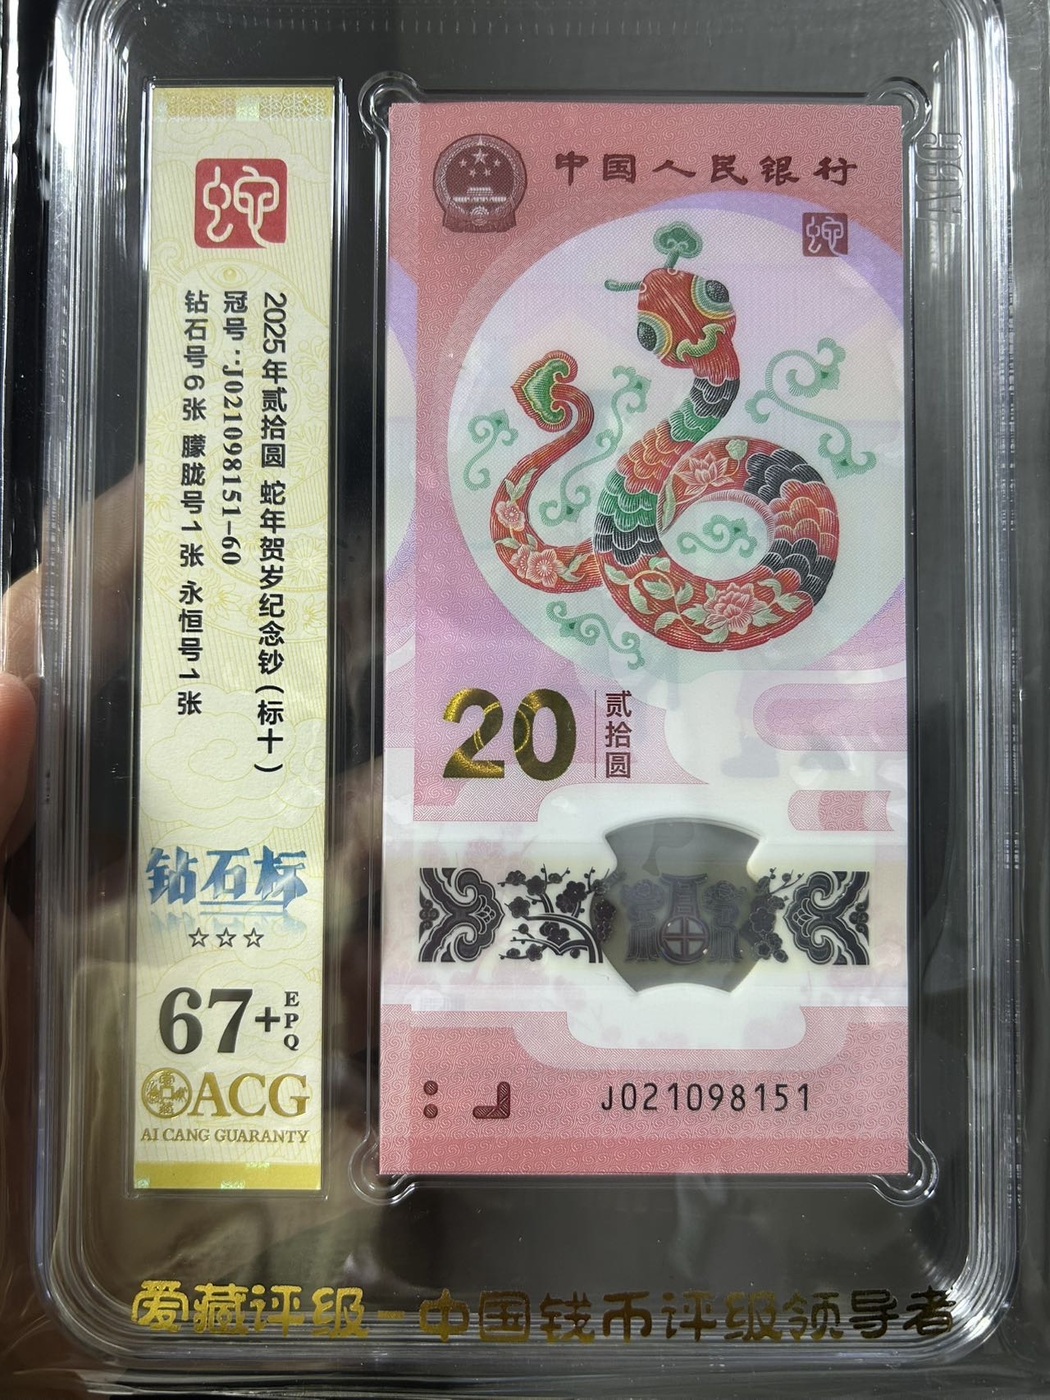 蛇
2025年贰拾圆 蛇年贺岁纪念钞(标十)
冠号:J021098151-60
钻石号6张 朦胧号1张 永恒号1张
钻石标
☆☆☆
67+EPQ
ACG
AI CANG GUARANTY
中国人民银行
蛇
20
贰拾圆
J021098151
爱藏评级-中国钱币评级领导者